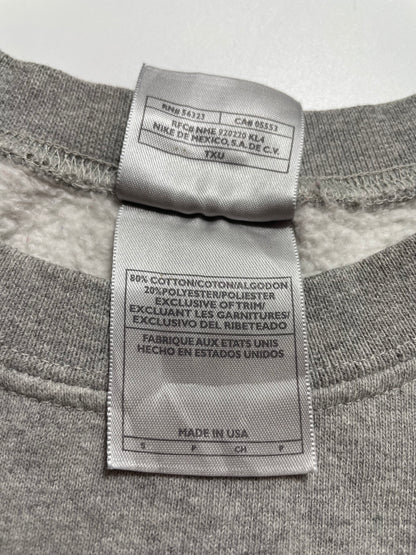 RN# 56323 CA# 05553
RFC# NME 920220 KL4
NIKE DE MEXICO, S.A. DE C.V.
TXU
80% COTTON/COTON/ALGODON
20%POLYESTER/POLIESTER
EXCLUSIVE OF TRIM/
EXCLUANT LES GARNITURES/
EXCLUSIVO DEL RIBETEADO
FABRIQUE AUX ETATS UNIS
HECHO EN ESTADOS UNIDOS
MADE IN USA
S P CH P